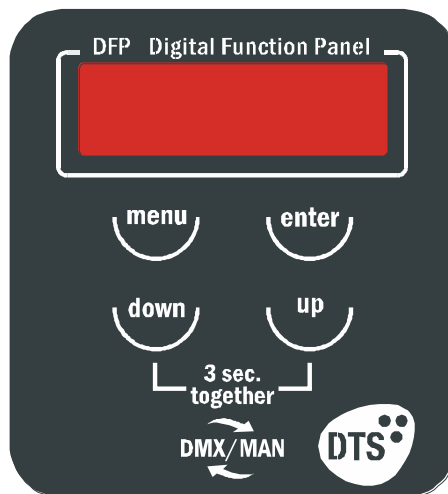 DFP Digital Function Panel
menu enter
down up
3 sec.
together
DMX/MAN
DTS